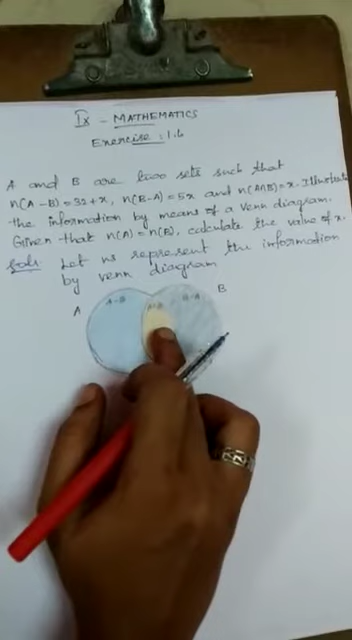 IX - MATHEMATICS
Exercise : 1.6
A and B are two sets such that
n(A-B)=32+x, n(B-A)=5x and n(A∩B)=x. Illustrate
the information by means of a Venn diagram.
Given that n(A)=n(B), calculate the value of x.
Soln: Let us represent the information
by venn diagram
A B
A-B A∩B B-A